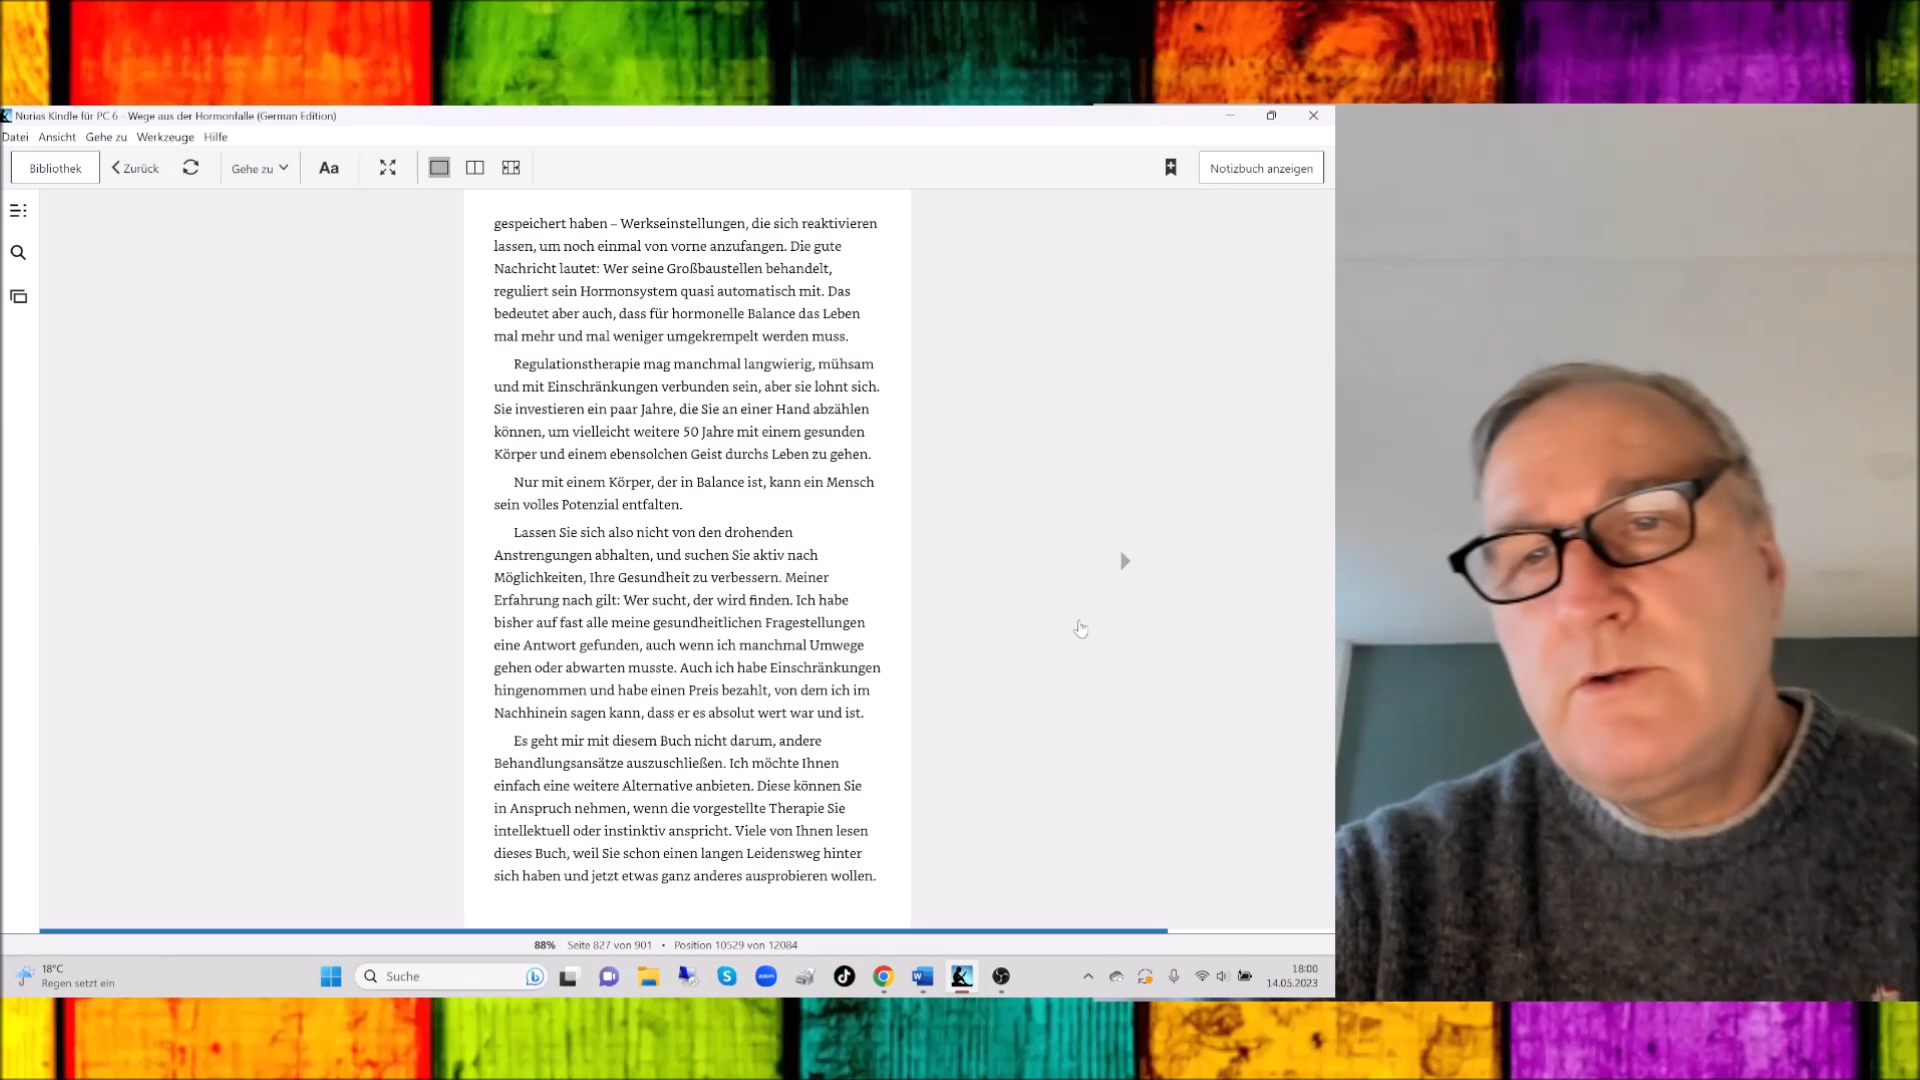 Nurias Kindle für PC 6 - Wege aus der Hormonfalle (German Edition)
Datei Ansicht Gehe zu Werkzeuge Hilfe
Bibliothek Zurück Gehe zu Aa Notizbuch anzeigen
gespeichert haben – Werkseinstellungen, die sich reaktivieren
lassen, um noch einmal von vorne anzufangen. Die gute
Nachricht lautet: Wer seine Großbaustellen behandelt,
reguliert sein Hormonsystem quasi automatisch mit. Das
bedeutet aber auch, dass für hormonelle Balance das Leben
mal mehr und mal weniger umgekrempelt werden muss.
Regulationstherapie mag manchmal langwierig, mühsam
und mit Einschränkungen verbunden sein, aber sie lohnt sich.
Sie investieren ein paar Jahre, die Sie an einer Hand abzählen
können, um vielleicht weitere 50 Jahre mit einem gesunden
Körper und einem ebensolchen Geist durchs Leben zu gehen.
Nur mit einem Körper, der in Balance ist, kann ein Mensch
sein volles Potenzial entfalten.
Lassen Sie sich also nicht von den drohenden
Anstrengungen abhalten, und suchen Sie aktiv nach
Möglichkeiten, Ihre Gesundheit zu verbessern. Meiner
Erfahrung nach gilt: Wer sucht, der wird finden. Ich habe
bisher auf fast alle meine gesundheitlichen Fragestellungen
eine Antwort gefunden, auch wenn ich manchmal Umwege
gehen oder abwarten musste. Auch ich habe Einschränkungen
hingenommen und habe einen Preis bezahlt, von dem ich im
Nachhinein sagen kann, dass er es absolut wert war und ist.
Es geht mir mit diesem Buch nicht darum, andere
Behandlungsansätze auszuschließen. Ich möchte Ihnen
einfach eine weitere Alternative anbieten. Diese können Sie
in Anspruch nehmen, wenn die vorgestellte Therapie Sie
intellektuell oder instinktiv anspricht. Viele von Ihnen lesen
dieses Buch, weil Sie schon einen langen Leidensweg hinter
sich haben und jetzt etwas ganz anderes ausprobieren wollen.
88% Seite 827 von 901 • Position 10529 von 12084
18°C
Regen setzt ein
Suche
zoom
18:00
14.05.2023